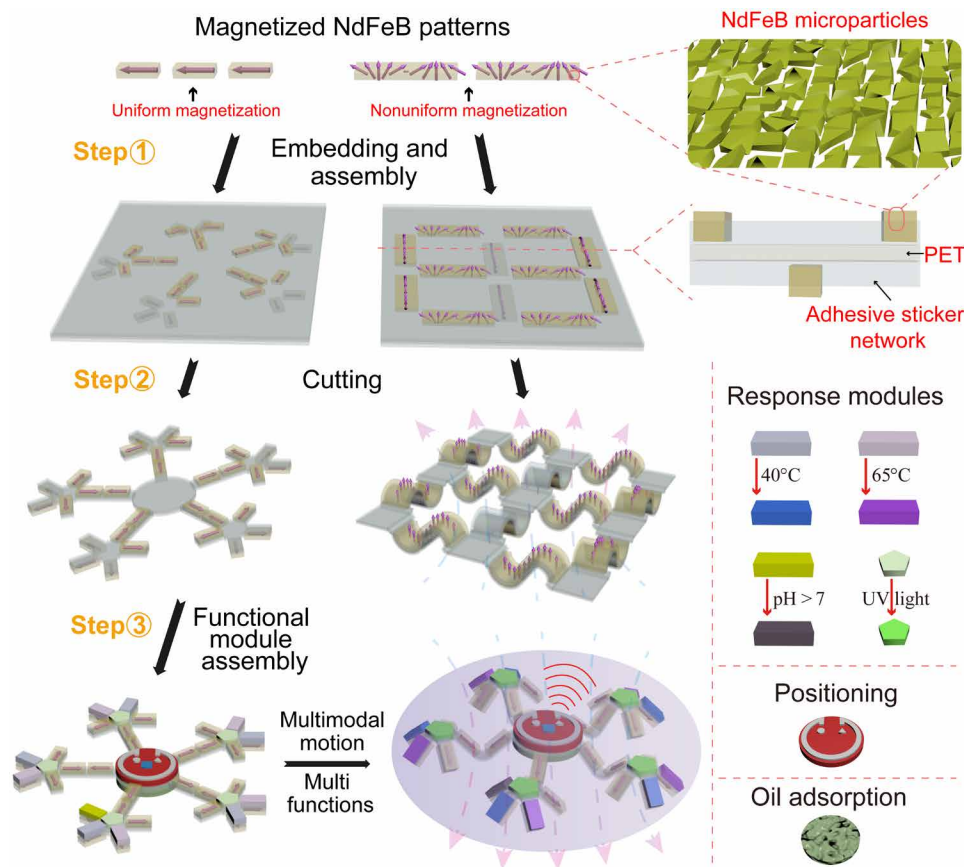 Magnetized NdFeB patterns
NdFeB microparticles
Uniform magnetization
Nonuniform magnetization
Step①
Embedding and
assembly
PET
Adhesive sticker
network
Step②
Cutting
Response modules
40°C
65°C
pH > 7
UV light
Step③
Functional
module
assembly
Multimodal
motion
Multi
functions
Positioning
Oil adsorption